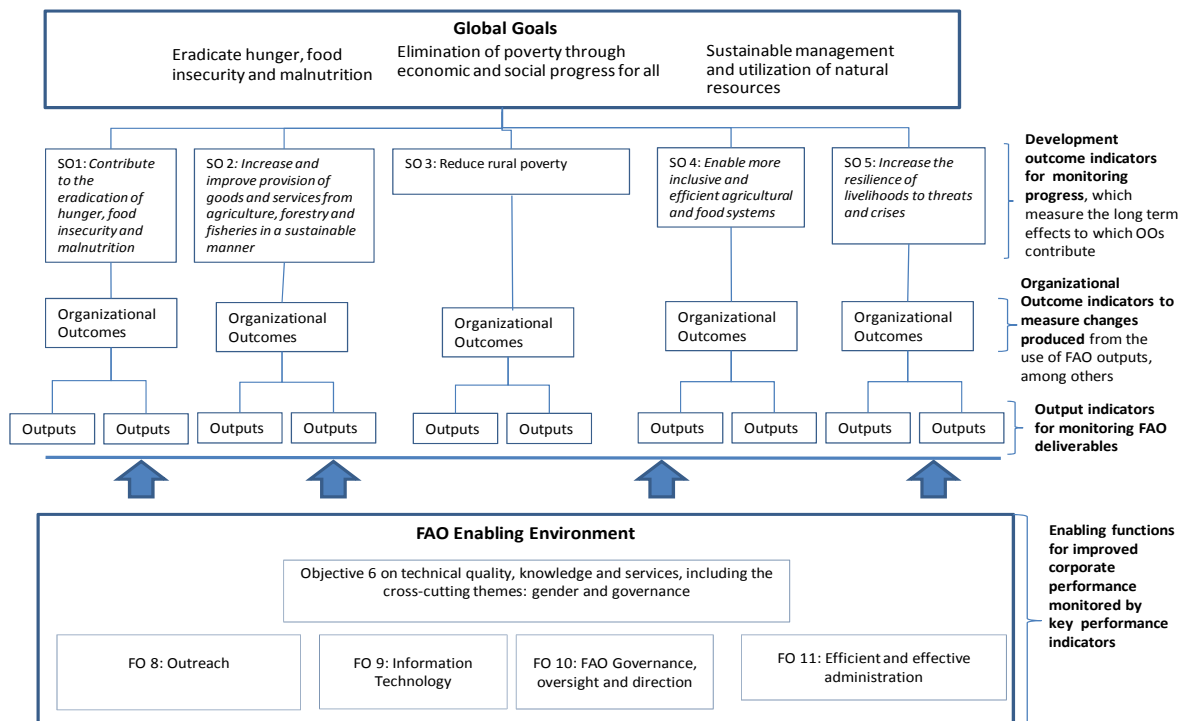 Global Goals
Eradicate hunger, food
insecurity and malnutrition
Elimination of poverty through
economic and social progress for all
Sustainable management
and utilization of natural
resources
SO1: Contribute
to the
eradication of
hunger, food
insecurity and
malnutrition
SO 2: Increase and
improve provision of
goods and services from
agriculture, forestry and
fisheries in a sustainable
manner
SO 3: Reduce rural poverty
SO 4: Enable more
inclusive and
efficient agricultural
and food systems
SO 5: Increase the
resilience of
livelihoods to threats
and crises
Development
outcome indicators
for monitoring
progress, which
measure the long term
effects to which OOs
contribute
Organizational
Outcomes
Organizational
Outcomes
Organizational
Outcomes
Organizational
Outcomes
Organizational
Outcomes
Organizational
Outcome indicators to
measure changes
produced from the
use of FAO outputs,
among others
Outputs
Outputs
Outputs
Outputs
Outputs
Outputs
Outputs
Outputs
Outputs
Outputs
Output indicators
for monitoring FAO
deliverables
FAO Enabling Environment
Objective 6 on technical quality, knowledge and services, including the
cross-cutting themes: gender and governance
FO 8: Outreach
FO 9: Information
Technology
FO 10: FAO Governance,
oversight and direction
FO 11: Efficient and effective
administration
Enabling functions
for improved
corporate
performance
monitored by
key performance
indicators